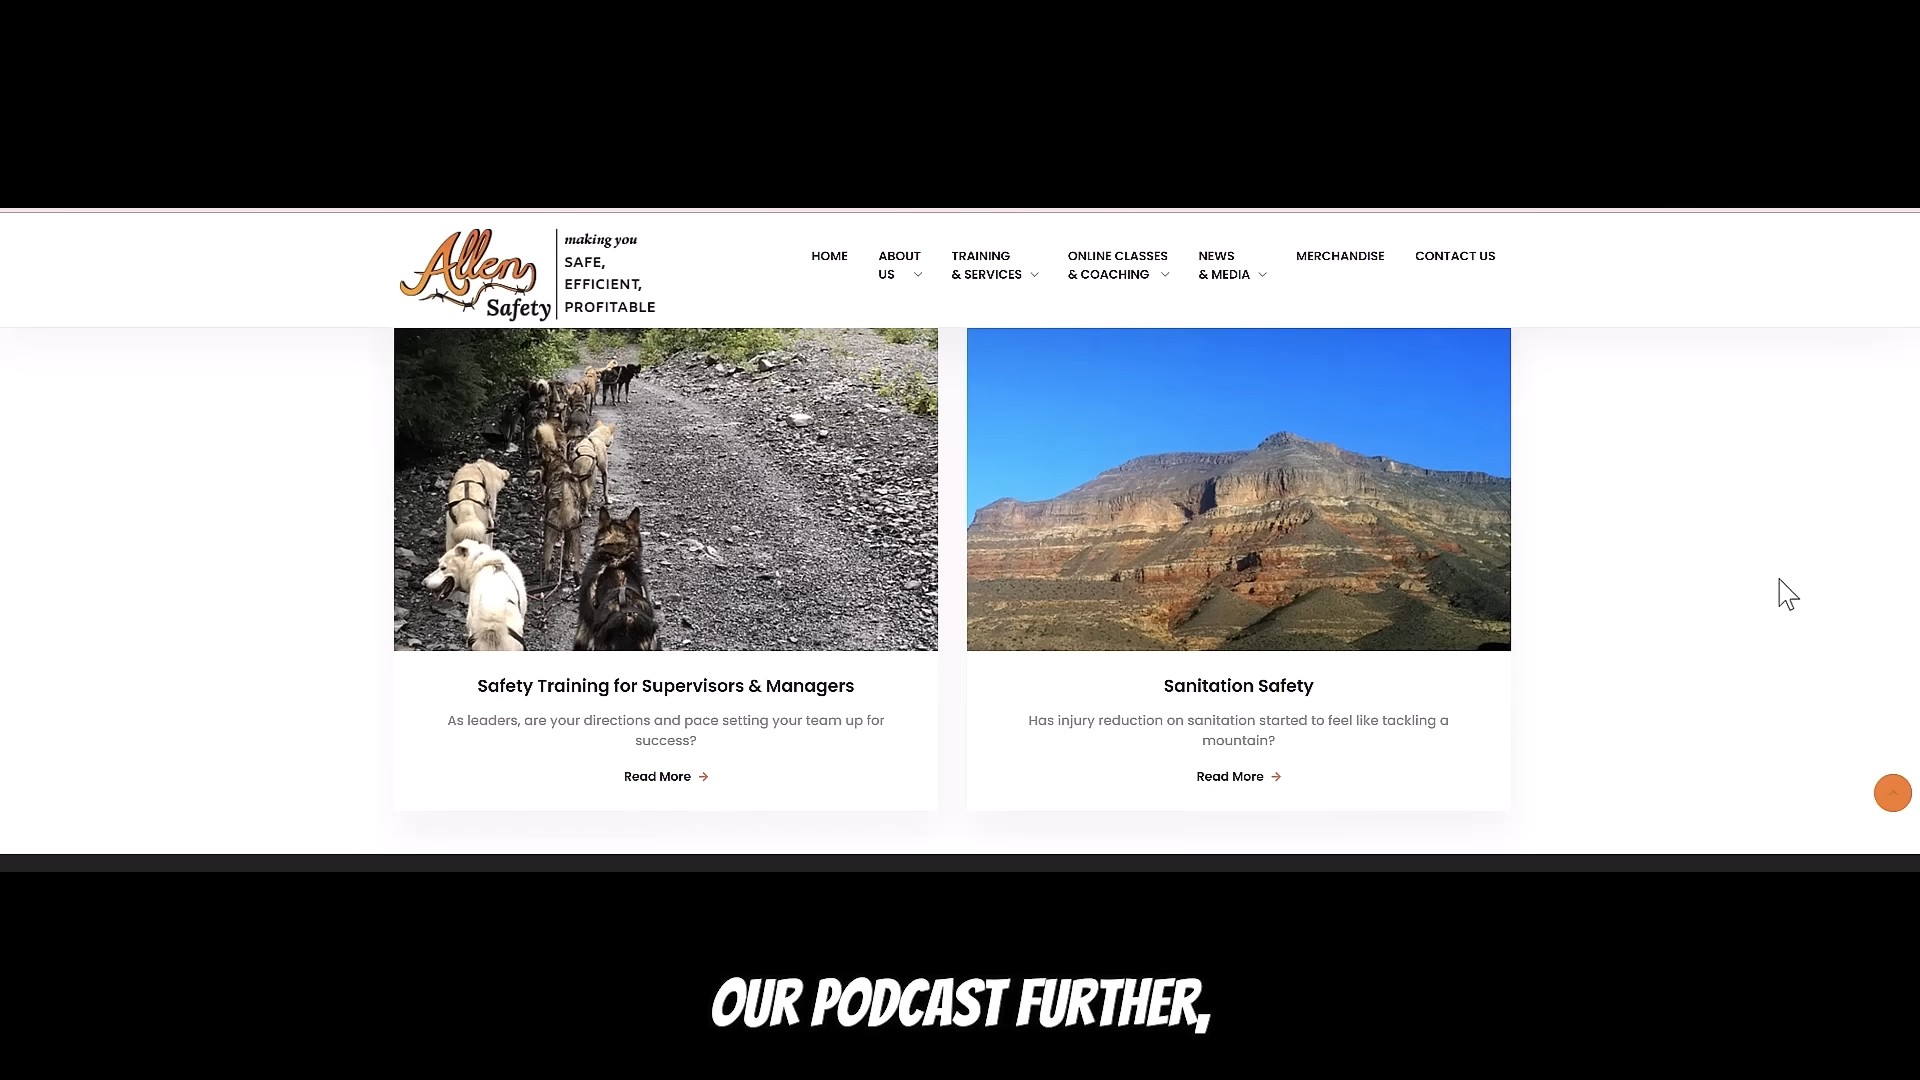 Allen
Safety
making you
SAFE,
EFFICIENT,
PROFITABLE
HOME
ABOUT
US
TRAINING
& SERVICES
ONLINE CLASSES
& COACHING
NEWS
& MEDIA
MERCHANDISE
CONTACT US
Safety Training for Supervisors & Managers
As leaders, are your directions and pace setting your team up for
success?
Read More
Sanitation Safety
Has injury reduction on sanitation started to feel like tackling a
mountain?
Read More
OUR PODCAST FURTHER,